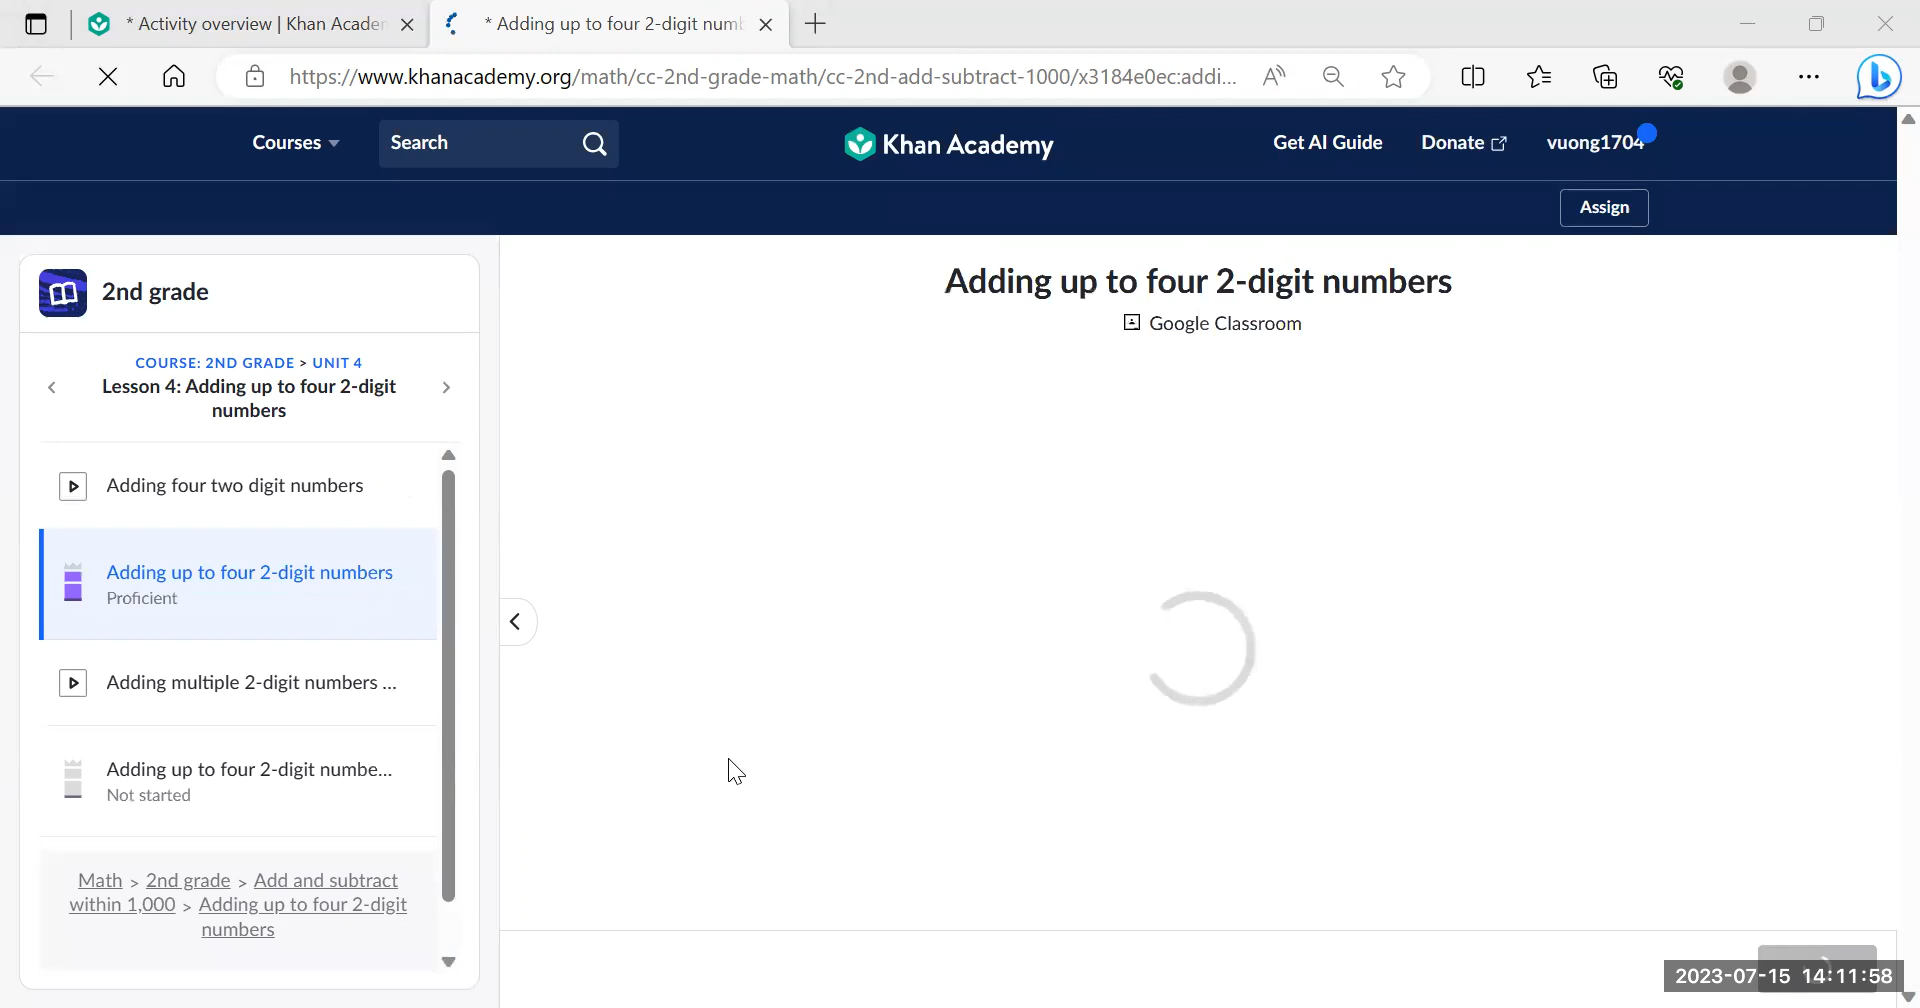 * Activity overview | Khan Acader
* Adding up to four 2-digit numb
https://www.khanacademy.org/math/cc-2nd-grade-math/cc-2nd-add-subtract-1000/x3184e0ec:addi...
Courses
Search
Khan Academy
Get AI Guide
Donate
vuong1704
Assign
2nd grade
COURSE: 2ND GRADE > UNIT 4
Lesson 4: Adding up to four 2-digit
numbers
Adding four two digit numbers
Adding up to four 2-digit numbers
Proficient
Adding multiple 2-digit numbers ...
Adding up to four 2-digit numbe...
Not started
Math > 2nd grade > Add and subtract
within 1,000 > Adding up to four 2-digit
numbers
Adding up to four 2-digit numbers
Google Classroom
2023-07-15 14:11:58